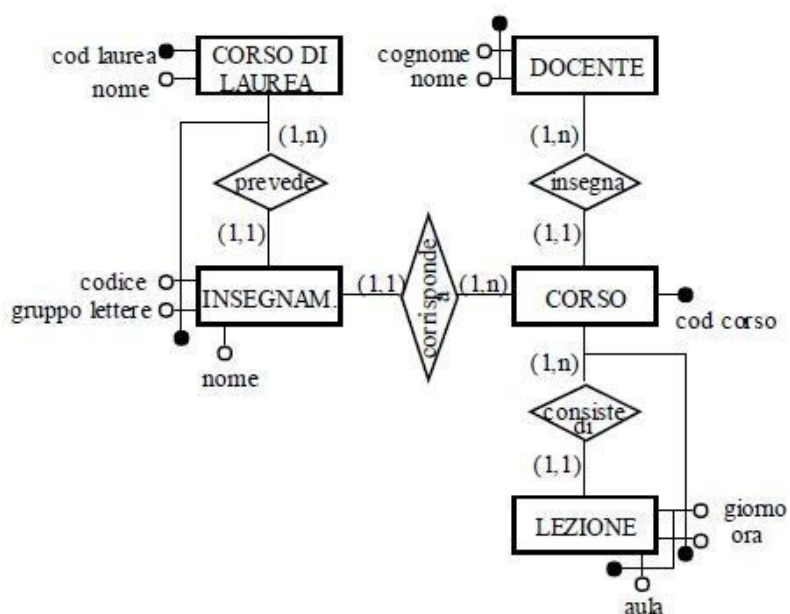 cod laurea
nome
CORSO DI
LAUREA
cognome
nome
DOCENTE
(1,n)
(1,n)
prevede
insegna
(1,1)
(1,1)
codice
gruppo lettere
INSEGNAM.
nome
(1,1)
corrisponde
a
(1,n)
CORSO
cod corso
(1,n)
consiste
di
(1,1)
LEZIONE
giorno
ora
aula